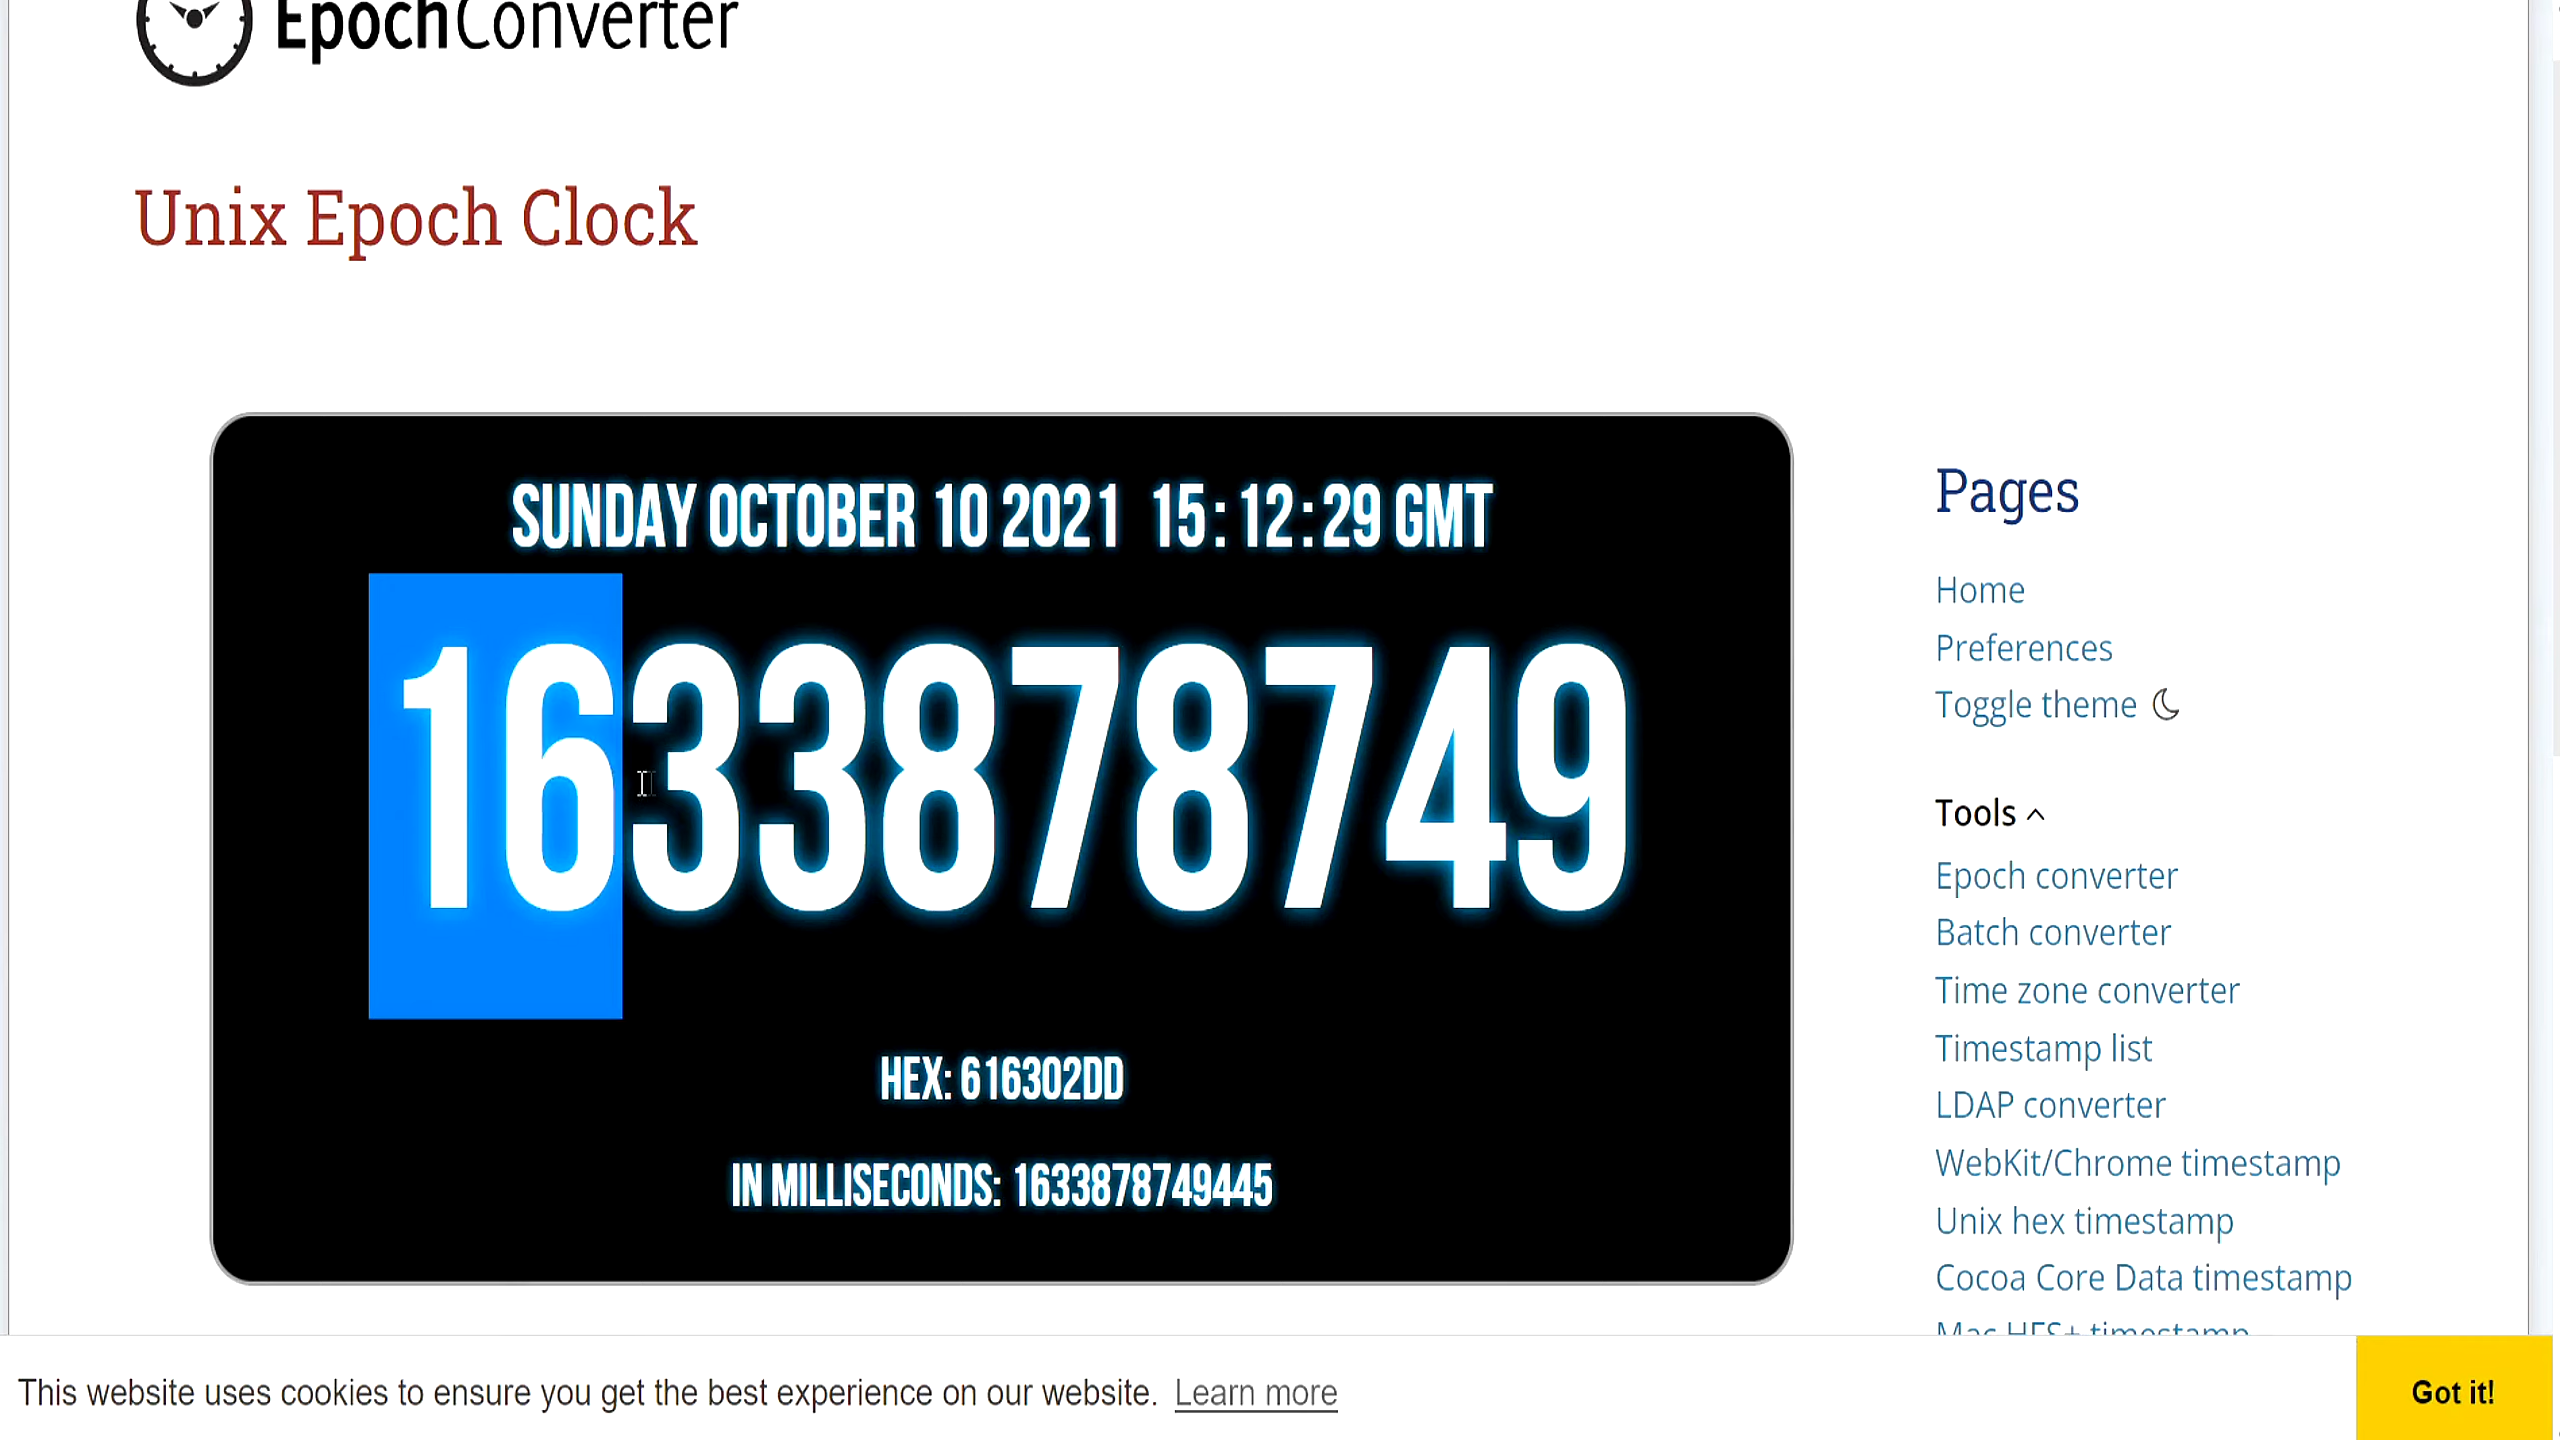 EpochConverter
Unix Epoch Clock
SUNDAY OCTOBER 10 2021 15:12:29 GMT
1633878749
HEX: 616302DD
IN MILLISECONDS: 1633878749445
Pages
Home
Preferences
Toggle theme
Tools
Epoch converter
Batch converter
Time zone converter
Timestamp list
LDAP converter
WebKit/Chrome timestamp
Unix hex timestamp
Cocoa Core Data timestamp
Mac HFS+ timestamp
This website uses cookies to ensure you get the best experience on our website. Learn more
Got it!